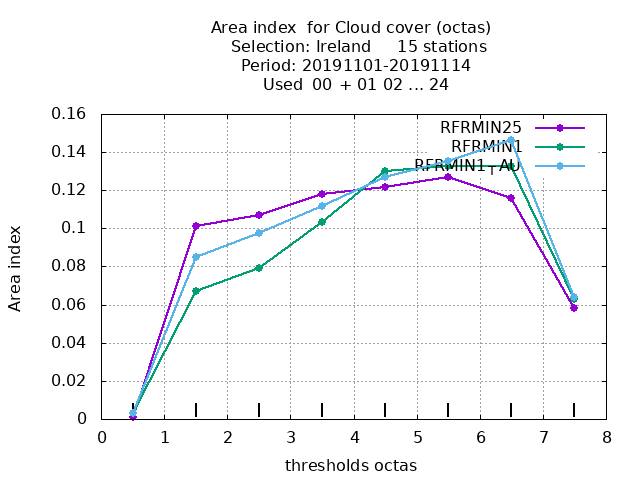 Area index  for Cloud cover (octas)
Selection: Ireland     15 stations
Period: 20191101-20191114
Used  00  + 01 02 ... 24
0.16
0.14
0.12
0.1
0.08
0.06
0.04
0.02
0
Area index
RFRMIN25
RFRMIN1
RFRMIN1_AU
0 1 2 3 4 5 6 7 8
thresholds octas